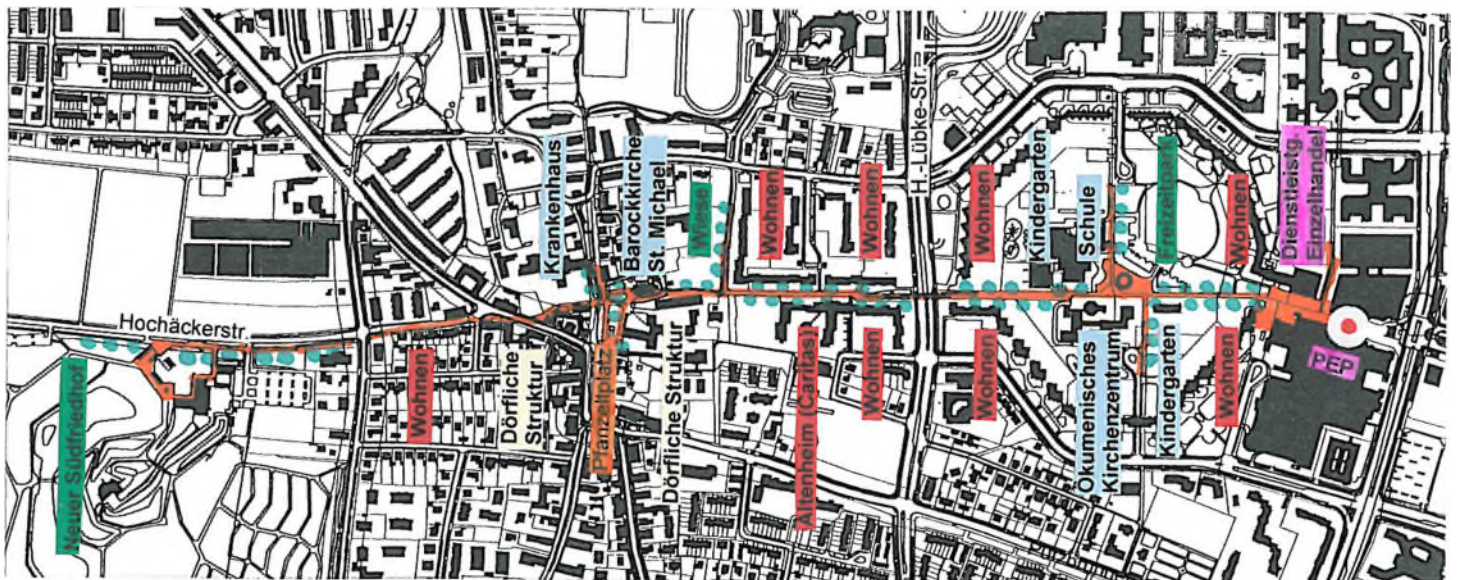 Neuer Südfriedhof
Hochäckerstr.
Wohnen
Dörfliche
Struktur
Krankenhaus
Pfanzeltplatz
Barockkirche
St. Michael
Dörfliche Struktur
Wiese
Wohnen
Altenheim (Caritas)
Wohnen
Wohnen
H.-Lübke-Str.
Wohnen
Wohnen
Kindergarten
Schule
Ökumenisches
Kirchenzentrum
Freizeitpark
Kindergarten
Wohnen
Wohnen
Dienstleistg.
Einzelhandel
PEP